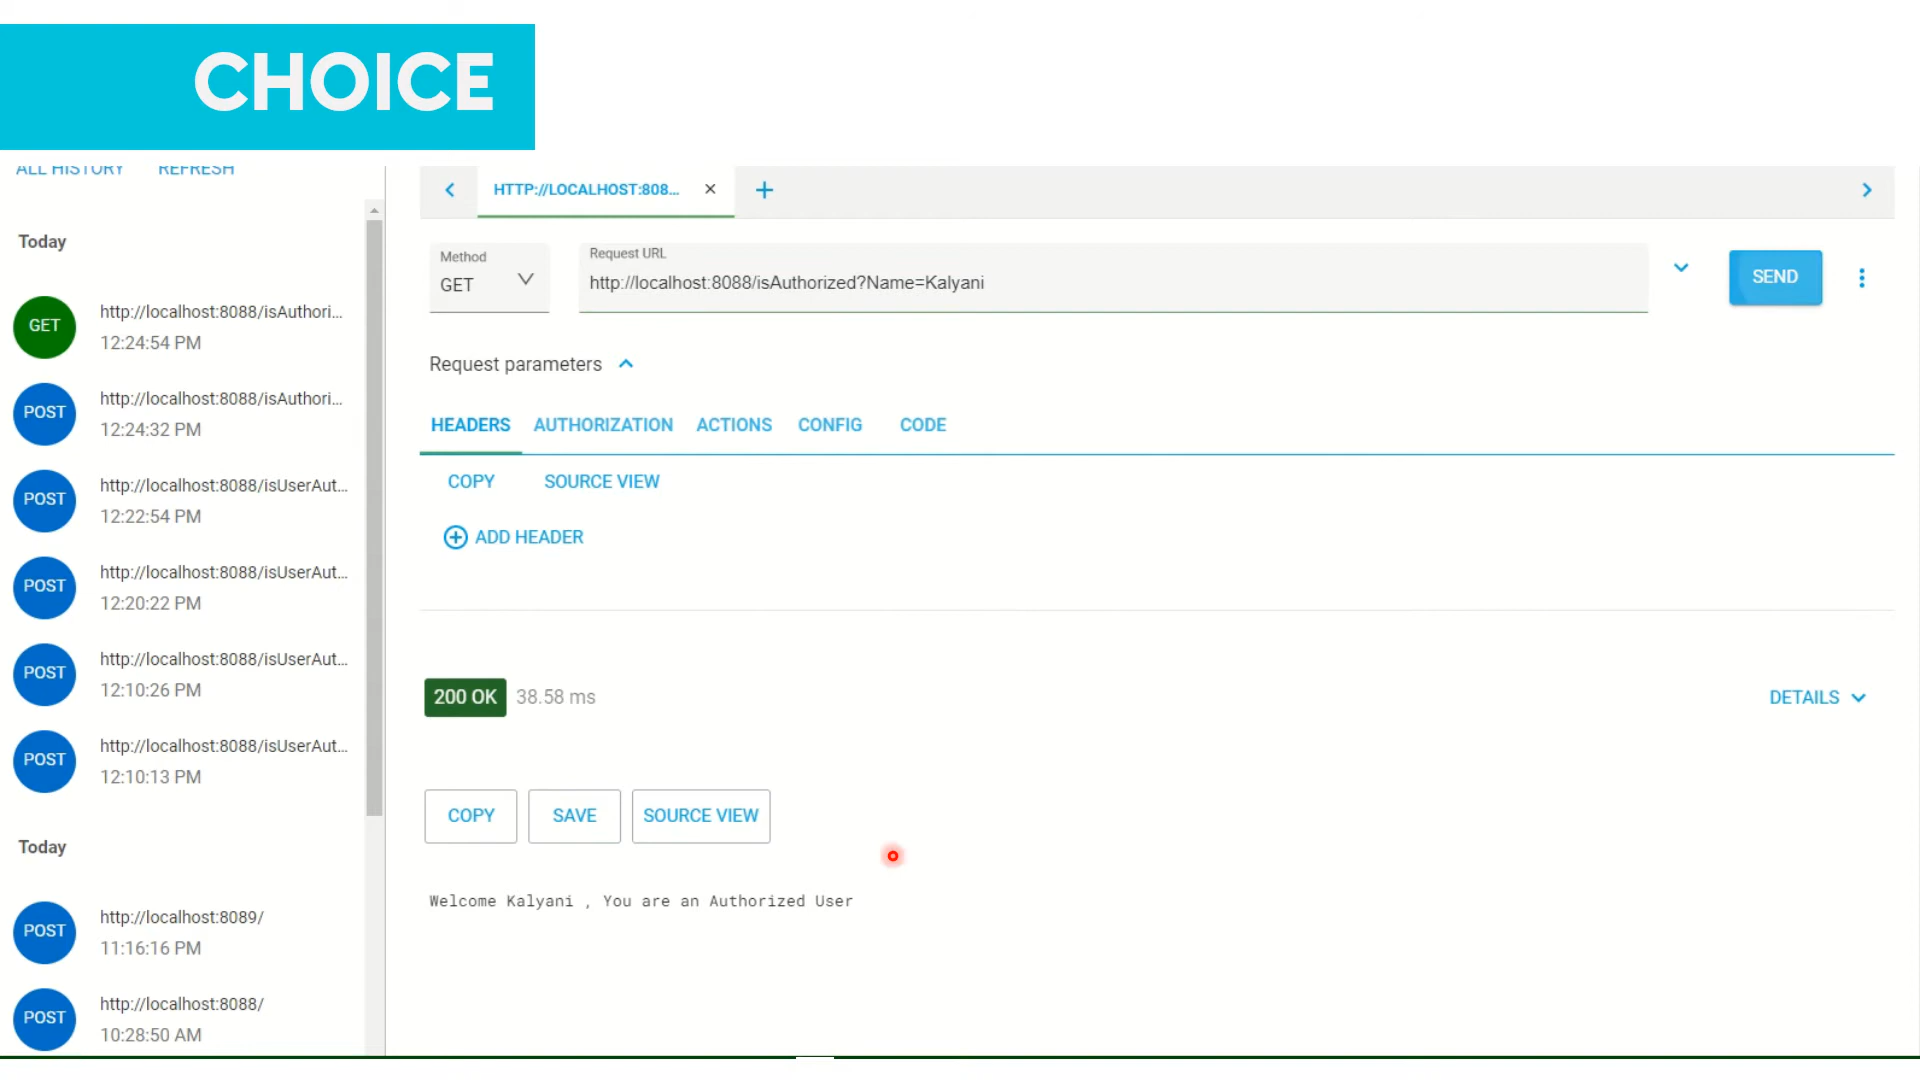 CHOICE
ALL HISTORY REFRESH
Today
GET http://localhost:8088/isAuthori...
12:24:54 PM
POST http://localhost:8088/isAuthori...
12:24:32 PM
POST http://localhost:8088/isUserAut...
12:22:54 PM
POST http://localhost:8088/isUserAut...
12:20:22 PM
POST http://localhost:8088/isUserAut...
12:10:26 PM
POST http://localhost:8088/isUserAut...
12:10:13 PM
Today
POST http://localhost:8089/
11:16:16 PM
POST http://localhost:8088/
10:28:50 AM
HTTP://LOCALHOST:808...
Method
GET
Request URL
http://localhost:8088/isAuthorized?Name=Kalyani
SEND
Request parameters
HEADERS AUTHORIZATION ACTIONS CONFIG CODE
COPY SOURCE VIEW
ADD HEADER
200 OK 38.58 ms
DETAILS
COPY SAVE SOURCE VIEW
Welcome Kalyani , You are an Authorized User